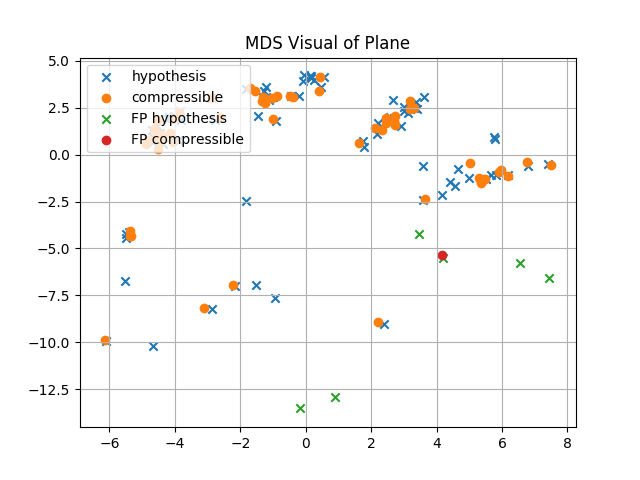 MDS Visual of Plane
hypothesis
compressible
FP hypothesis
FP compressible
5.0
2.5
0.0
−2.5
−5.0
−7.5
−10.0
−12.5
−6 −4 −2 0 2 4 6 8